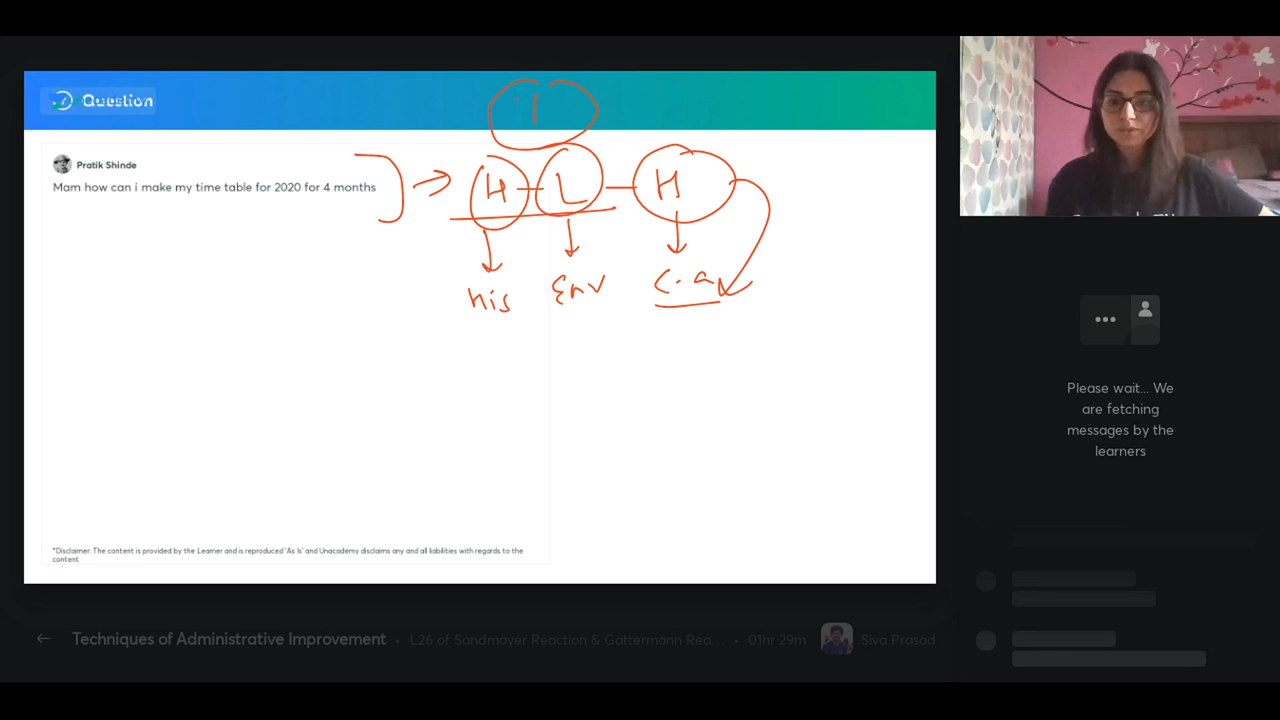 Question
1
Pratik Shinde
Mam how can i make my time table for 2020 for 4 months
H - L - H
his Env C.a
*Disclaimer: The content is provided by the Learner and is reproduced 'As Is' and Unacademy disclaims any and all liabilities with regards to the
content
Please wait... We
are fetching
messages by the
learners
Techniques of Administrative Improvement • L26 of Sandmayer Reaction & Gattermann Rea... • 01hr 29m Siva Prasad